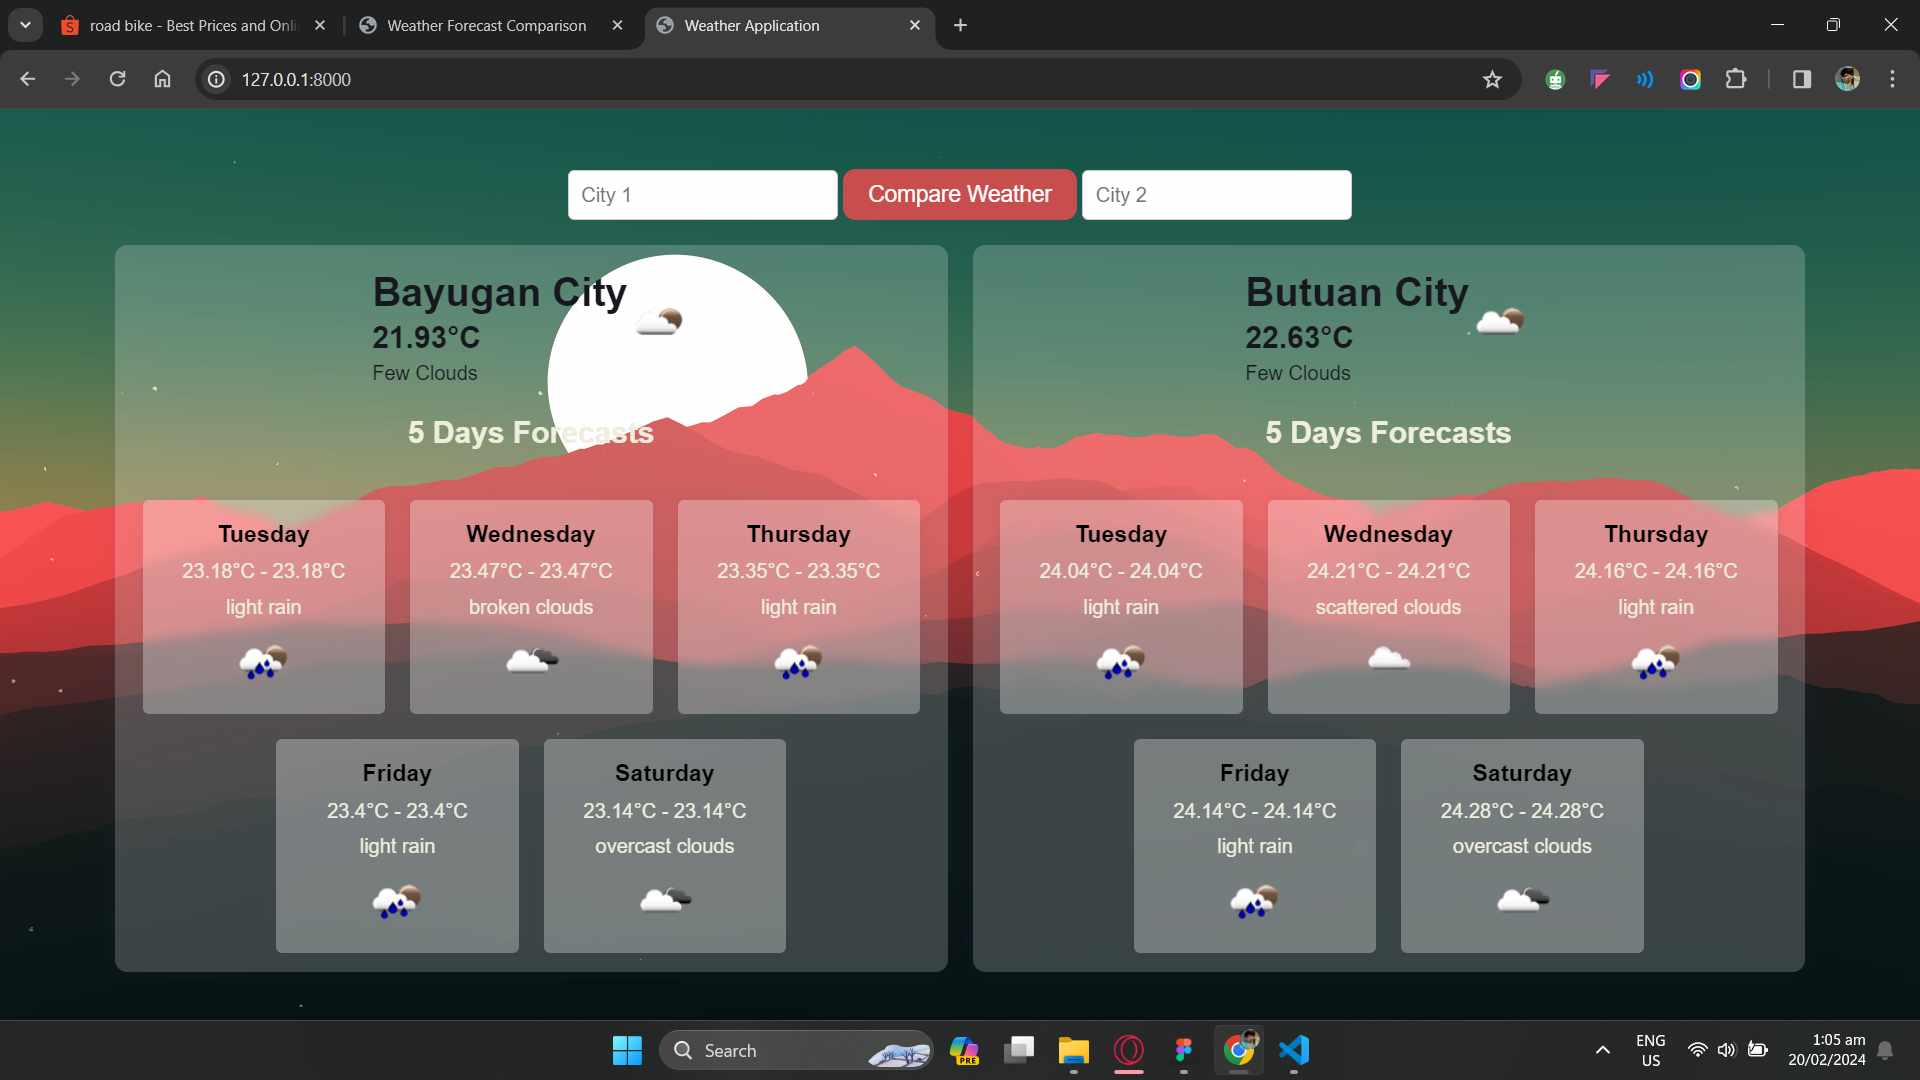 road bike - Best Prices and Onli
Weather Forecast Comparison
Weather Application
127.0.0.1:8000
City 1
Compare Weather
City 2
Bayugan City
21.93°C
Few Clouds
5 Days Forecasts
Tuesday
23.18°C - 23.18°C
light rain
Wednesday
23.47°C - 23.47°C
broken clouds
Thursday
23.35°C - 23.35°C
light rain
Friday
23.4°C - 23.4°C
light rain
Saturday
23.14°C - 23.14°C
overcast clouds
Butuan City
22.63°C
Few Clouds
5 Days Forecasts
Tuesday
24.04°C - 24.04°C
light rain
Wednesday
24.21°C - 24.21°C
scattered clouds
Thursday
24.16°C - 24.16°C
light rain
Friday
24.14°C - 24.14°C
light rain
Saturday
24.28°C - 24.28°C
overcast clouds
Search
PRE
ENG
US
1:05 am
20/02/2024